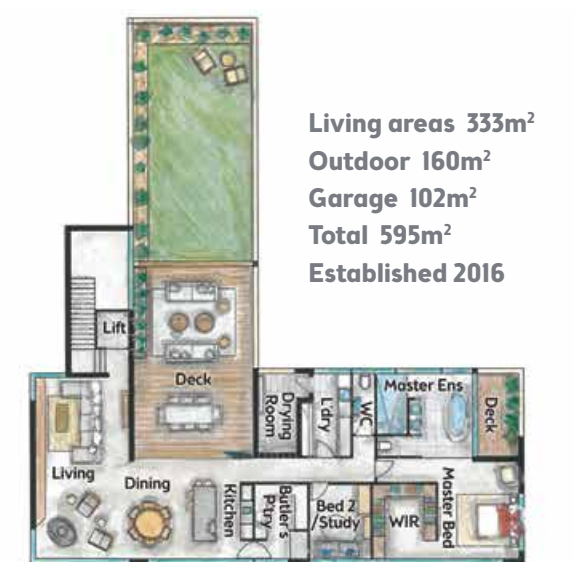 Living areas 333m²
Outdoor 160m²
Garage 102m²
Total 595m²
Established 2016
Lift
Deck
Drying
Room
L'dry
WC
Master Ens
Deck
Living
Dining
Kitchen
Butler's
P'try
Bed 2
/Study
WIR
Master Bed